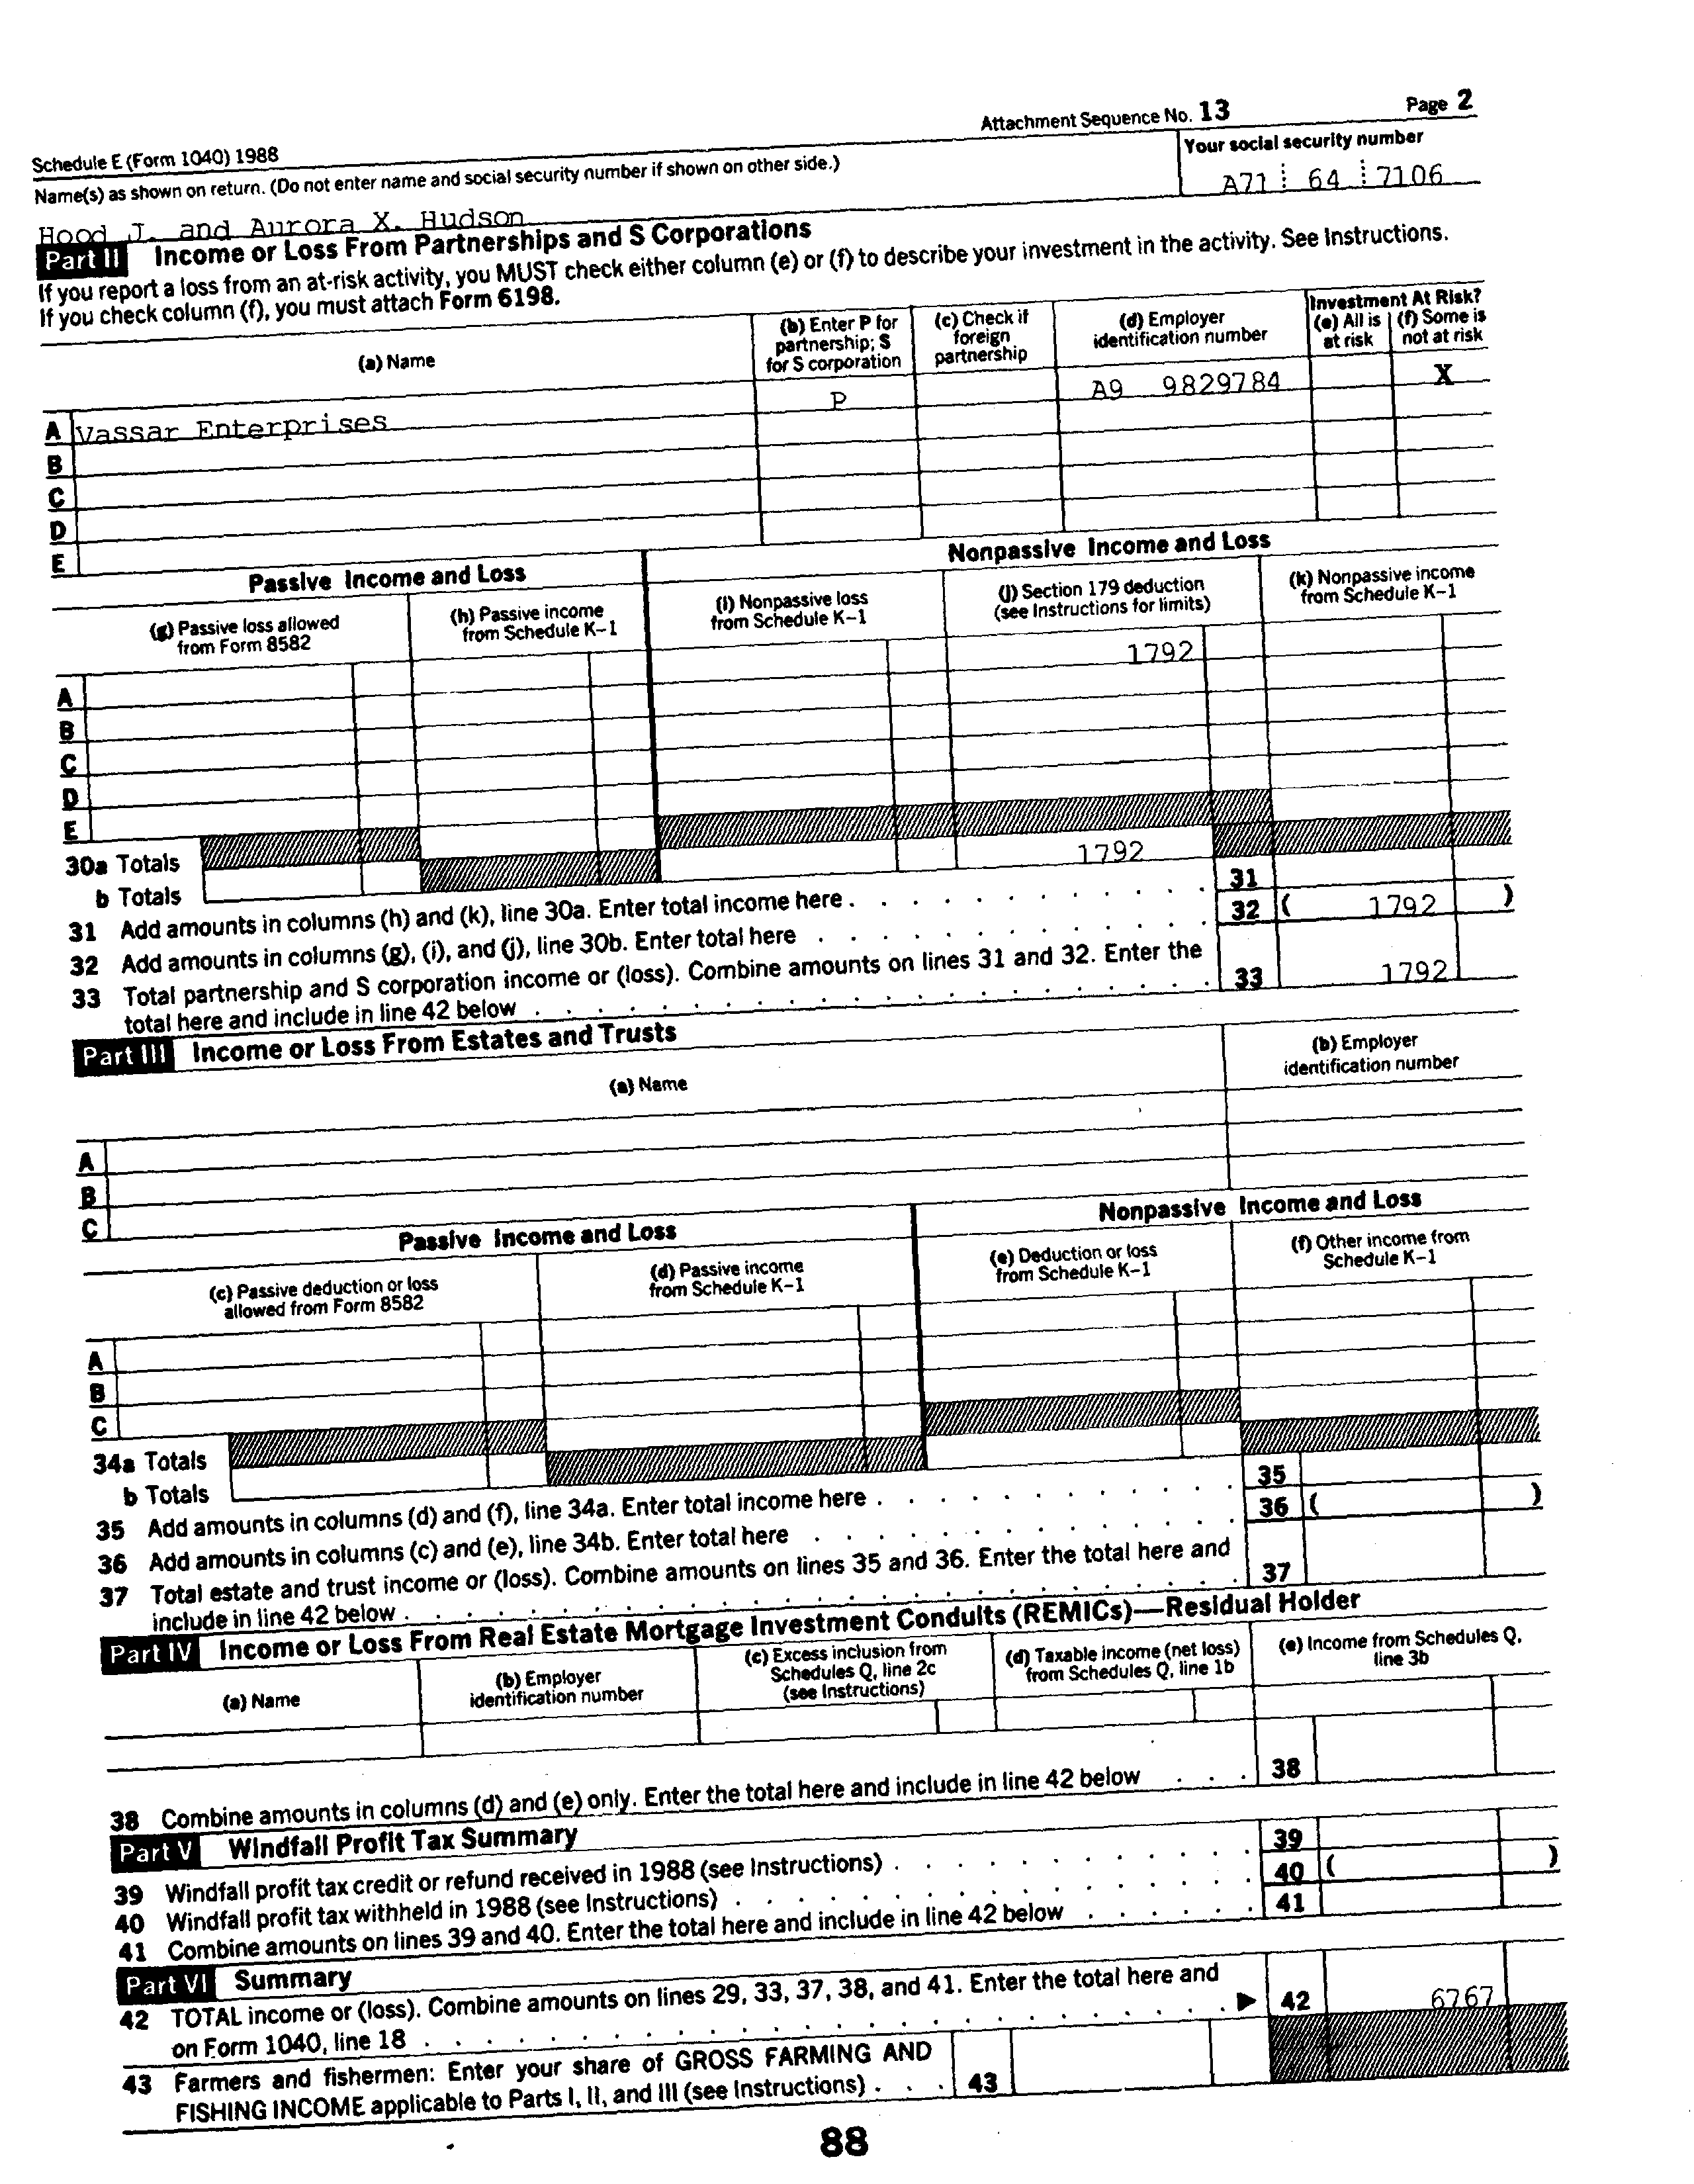 Schedule E (Form 1040) 1988 Attachment Sequence No. 13 Page 2
Name(s) as shown on return. (Do not enter name and social security number if shown on other side.) Your social security number
Hood J. and Aurora X. Hudson A71 64 7106
Part II Income or Loss From Partnerships and S Corporations
If you report a loss from an at-risk activity, you MUST check either column (e) or (f) to describe your investment in the activity. See Instructions.
If you check column (f), you must attach Form 6198.
(a) Name
(b) Enter P for partnership; S for S corporation
(c) Check if foreign partnership
(d) Employer identification number
Investment At Risk?
(e) All is at risk
(f) Some is not at risk
A Vassar Enterprises P A9 9829784 X
B
C
D
E
Passive Income and Loss Nonpassive Income and Loss
(g) Passive loss allowed from Form 8582
(h) Passive income from Schedule K-1
(i) Nonpassive loss from Schedule K-1
(j) Section 179 deduction (see Instructions for limits)
(k) Nonpassive income from Schedule K-1
A 1792
B
C
D
E
30a Totals
b Totals 1792
31 Add amounts in columns (h) and (k), line 30a. Enter total income here . . . . . . . . . . 31
32 Add amounts in columns (g), (i), and (j), line 30b. Enter total here . . . . . . . . . . . 32 ( 1792 )
33 Total partnership and S corporation income or (loss). Combine amounts on lines 31 and 32. Enter the
total here and include in line 42 below . . . . . . . . . . . . . . . . . . . . 33 1792
Part III Income or Loss From Estates and Trusts
(a) Name
(b) Employer identification number
A
B
C
Passive Income and Loss Nonpassive Income and Loss
(c) Passive deduction or loss allowed from Form 8582
(d) Passive income from Schedule K-1
(e) Deduction or loss from Schedule K-1
(f) Other income from Schedule K-1
A
B
C
34a Totals
b Totals
35 Add amounts in columns (d) and (f), line 34a. Enter total income here . . . . . . . . . . 35
36 Add amounts in columns (c) and (e), line 34b. Enter total here . . . . . . . . . . . 36 ( )
37 Total estate and trust income or (loss). Combine amounts on lines 35 and 36. Enter the total here and
include in line 42 below . . . . . . . . . . . . . . . . . . . . . 37
Part IV Income or Loss From Real Estate Mortgage Investment Conduits (REMICs)—Residual Holder
(a) Name
(b) Employer identification number
(c) Excess inclusion from Schedules Q, line 2c (see Instructions)
(d) Taxable income (net loss) from Schedules Q, line 1b
(e) Income from Schedules Q, line 3b
38 Combine amounts in columns (d) and (e) only. Enter the total here and include in line 42 below . . . 38
Part V Windfall Profit Tax Summary
39 Windfall profit tax credit or refund received in 1988 (see Instructions) . . . . . . . . . . 39
40 Windfall profit tax withheld in 1988 (see Instructions) . . . . . . . . . . . . . . . 40 ( )
41 Combine amounts on lines 39 and 40. Enter the total here and include in line 42 below . . . . . . 41
Part VI Summary
42 TOTAL income or (loss). Combine amounts on lines 29, 33, 37, 38, and 41. Enter the total here and
on Form 1040, line 18 . . . . . . . . . . . . . . . . . . . . . ▶ 42 6767
43 Farmers and fishermen: Enter your share of GROSS FARMING AND
FISHING INCOME applicable to Parts I, II, and III (see Instructions) . . . 43
88